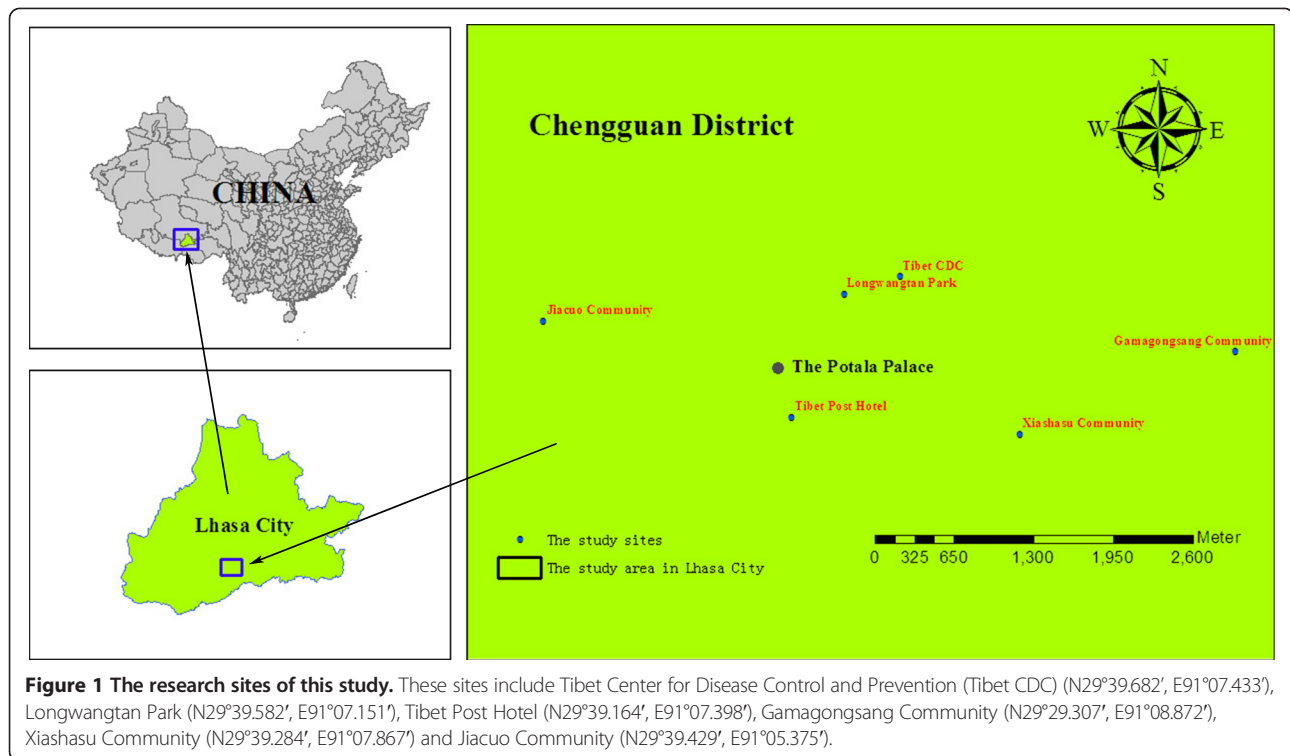 CHINA
Lhasa City
Chengguan District
N
W E
S
Tibet CDC
Longwangtan Park
Jiacuo Community
Gamagongsang Community
The Potala Palace
Tibet Post Hotel
Xiashasu Community
The study sites
The study area in Lhasa City
Meter
0 325 650 1,300 1,950 2,600
Figure 1 The research sites of this study. These sites include Tibet Center for Disease Control and Prevention (Tibet CDC) (N29°39.682′, E91°07.433′),
Longwangtan Park (N29°39.582′, E91°07.151′), Tibet Post Hotel (N29°39.164′, E91°07.398′), Gamagongsang Community (N29°29.307′, E91°08.872′),
Xiashasu Community (N29°39.284′, E91°07.867′) and Jiacuo Community (N29°39.429′, E91°05.375′).